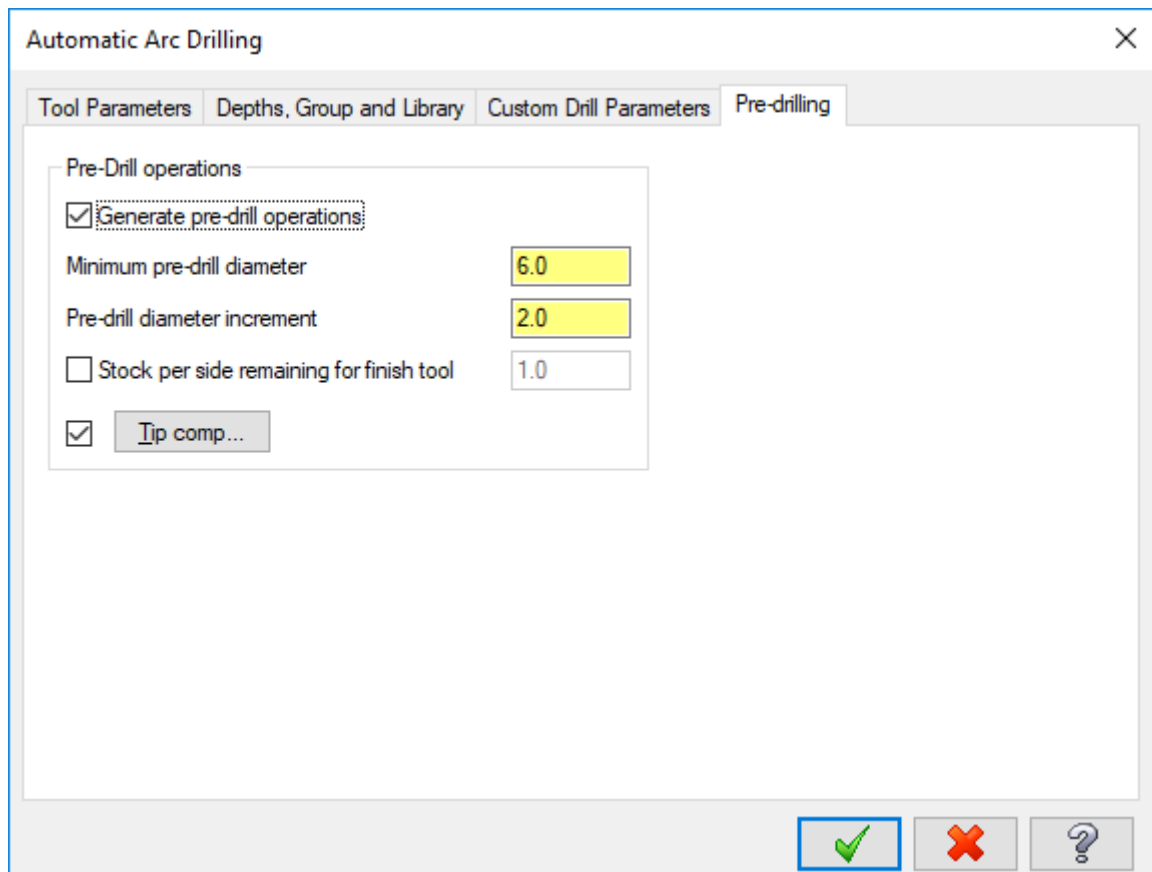 Automatic Arc Drilling
Tool Parameters Depths, Group and Library Custom Drill Parameters Pre-drilling
Pre-Drill operations
Generate pre-drill operations
Minimum pre-drill diameter 6.0
Pre-drill diameter increment 2.0
Stock per side remaining for finish tool 1.0
Tip comp...